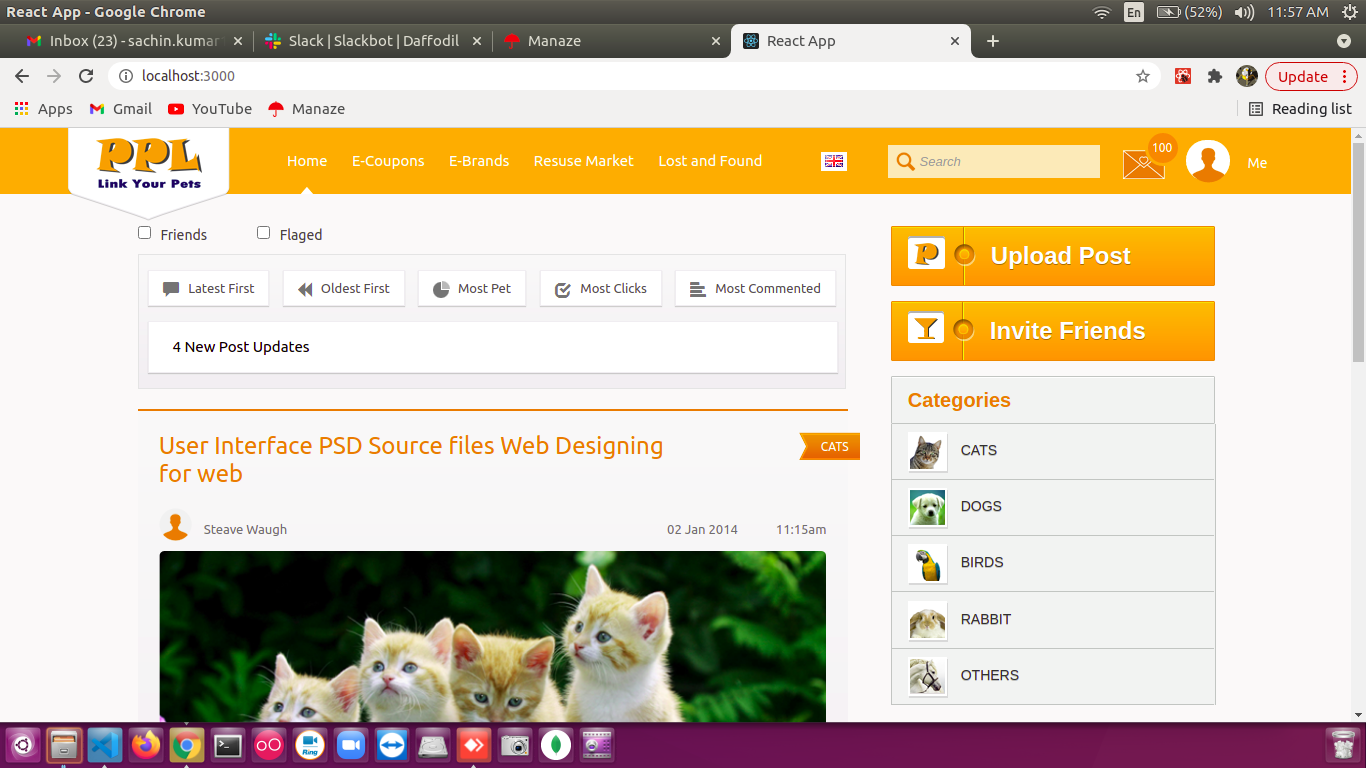 React App - Google Chrome
En (52%) 11:57 AM
Inbox (23) - sachin.kumar
Slack | Slackbot | Daffodil
Manaze
React App
localhost:3000
Update
Apps Gmail YouTube Manaze
Reading list
PPL
Link Your Pets
Home E-Coupons E-Brands Resuse Market Lost and Found
Search
100
Me
Friends Flaged
Latest First Oldest First Most Pet Most Clicks Most Commented
4 New Post Updates
User Interface PSD Source files Web Designing
for web
CATS
Steave Waugh 02 Jan 2014 11:15am
P Upload Post
Invite Friends
Categories
CATS
DOGS
BIRDS
RABBIT
OTHERS
Ring